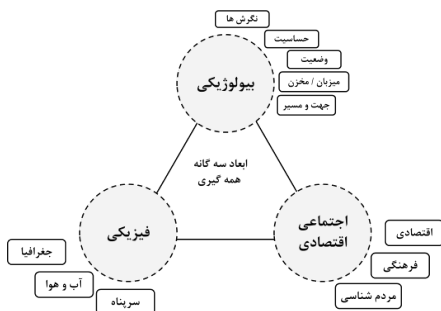 نگرش ها
حساسیت
وضعیت
میزبان / مخزن
جهت و مسیر
بیولوژیکی
ابعاد سه گانه
همه گیری
فیزیکی
جغرافیا
آب و هوا
سرپناه
اجتماعی
اقتصادی
اقتصادی
فرهنگی
مردم شناسی